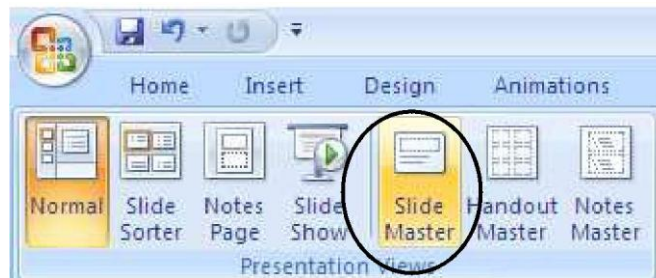 Home Insert Design Animations
Normal Slide Sorter Notes Page Slide Show Slide Master Handout Master Notes Master
Presentation Views